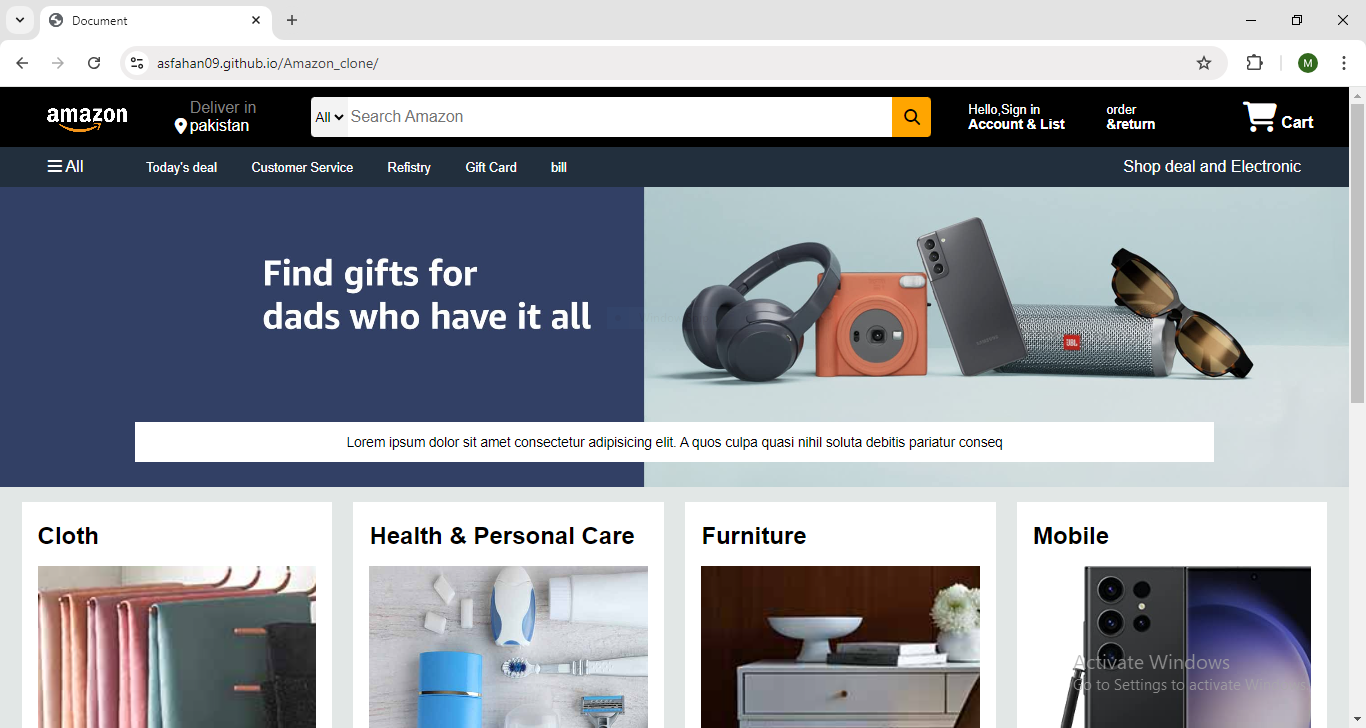 Document
asfahan09.github.io/Amazon_clone/
M
amazon
Deliver in
pakistan
All
Search Amazon
Hello,Sign in
Account & List
order
&return
Cart
All
Today's deal
Customer Service
Refistry
Gift Card
bill
Shop deal and Electronic
Find gifts for
dads who have it all
SAMSUNG
JBL
Lorem ipsum dolor sit amet consectetur adipisicing elit. A quos culpa quasi nihil soluta debitis pariatur conseq
Cloth
Health & Personal Care
Furniture
Mobile
Activate Windows
Go to Settings to activate Windows.